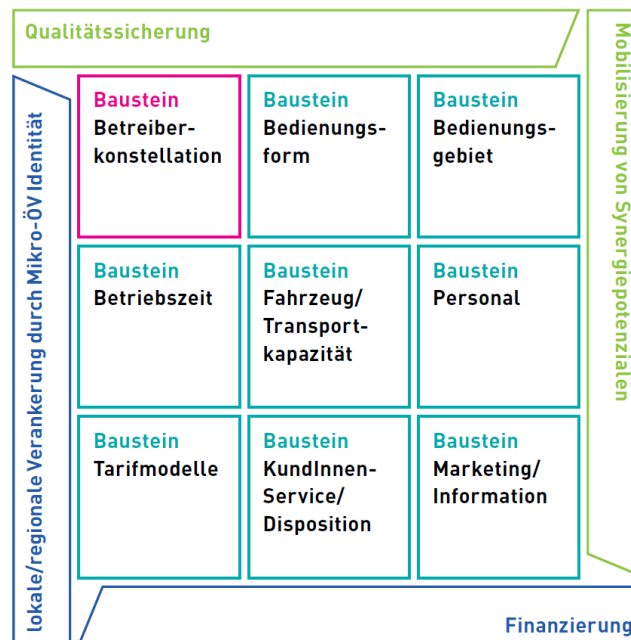 Qualitätssicherung
Mobilisierung von Synergiepotenzialen
lokale/regionale Verankerung durch Mikro-ÖV Identität
Baustein
Betreiber-
konstellation
Baustein
Bedienungs-
form
Baustein
Bedienungs-
gebiet
Baustein
Betriebszeit
Baustein
Fahrzeug/
Transport-
kapazität
Baustein
Personal
Baustein
Tarifmodelle
Baustein
KundInnen-
Service/
Disposition
Baustein
Marketing/
Information
Finanzierung